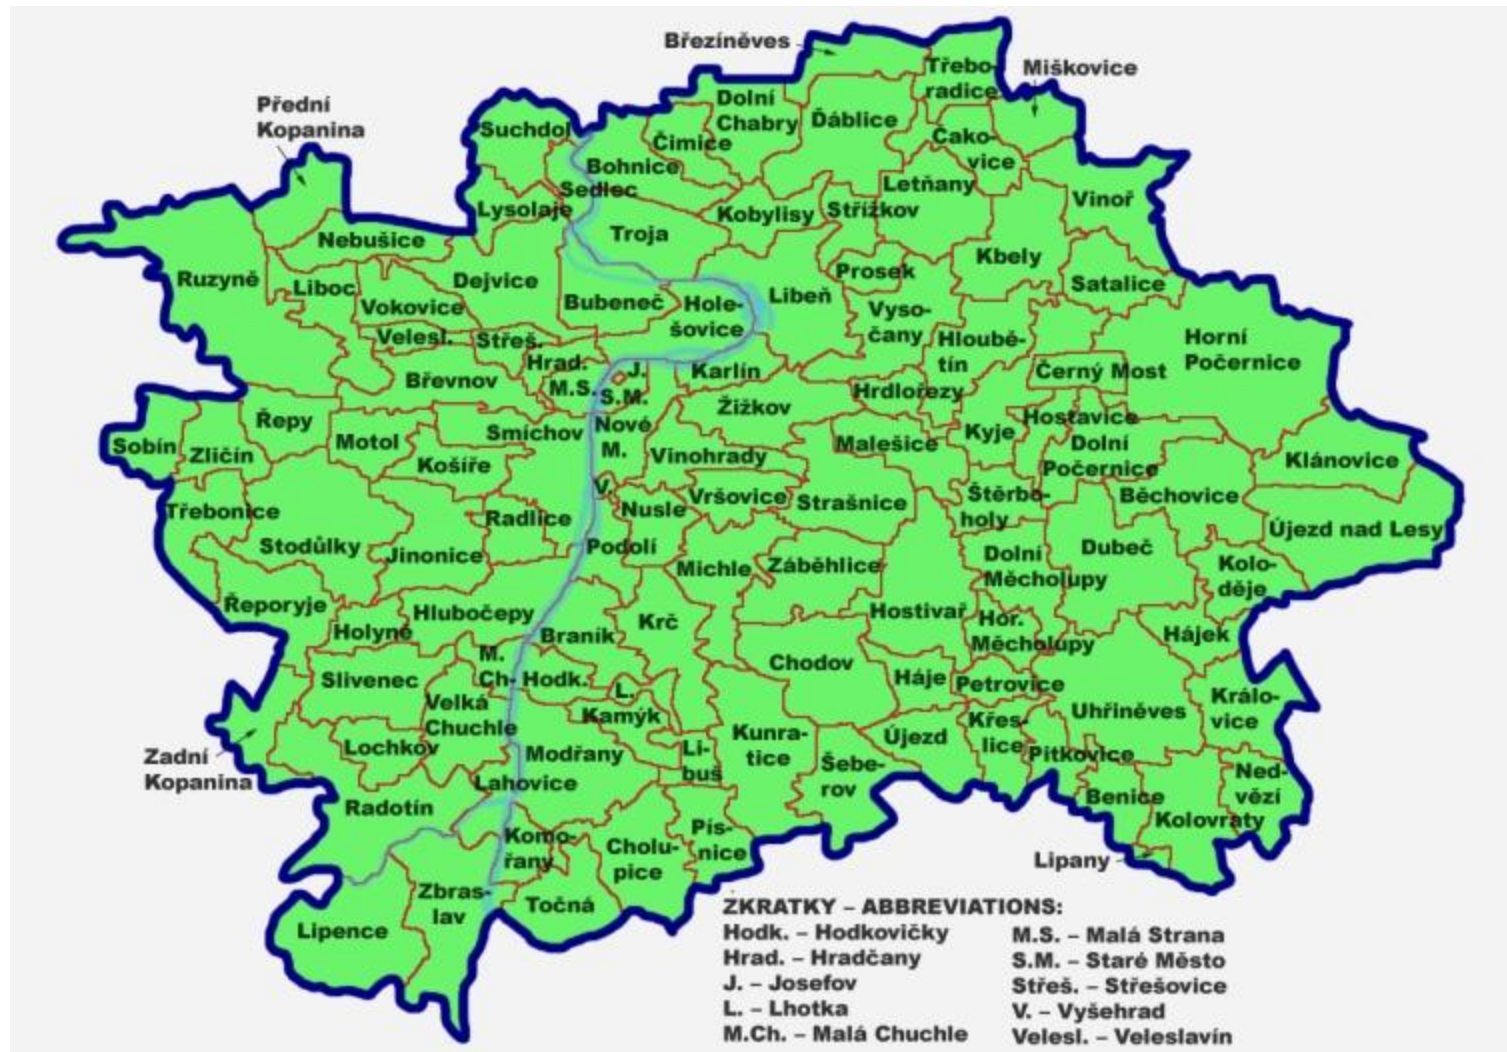 Březíněves
Třebo-
radice
Miškovice
Přední
Kopanina
Suchdol
Dolní
Chabry
Ďáblice
Čimice
Čako-
vice
Bohnice
Sedlec
Letňany
Vinoř
Lysolaje
Kobylisy
Střížkov
Troja
Nebušice
Kbely
Ruzyně
Liboc
Dejvice
Prosek
Satalice
Vokovice
Bubeneč
Hole-
šovice
Libeň
Vyso-
čany
Horní
Počernice
Velesl.
Střeš.
Hloubě-
tín
Hrad.
J.
Karlín
Černý Most
Břevnov
M.S.
S.M.
Hrdlořezy
Žižkov
Řepy
Nové
M.
Hostavice
Smíchov
Kyje
Sobín
Zličín
Motol
Malešice
Dolní
Počernice
Košíře
Vinohrady
Klánovice
V.
Vršovice
Štěrbo-
holy
Běchovice
Třebonice
Radlice
Nusle
Strašnice
Újezd nad Lesy
Stodůlky
Jinonice
Podolí
Dubeč
Michle
Záběhlice
Dolní
Měcholupy
Kolo-
děje
Řeporyje
Hlubočepy
Hostivař
Holyně
Braník
Krč
Hor.
Měcholupy
Hájek
M.
Ch-
Hodk.
Chodov
Slivenec
L.
Háje
Petrovice
Králo-
vice
Velká
Chuchle
Kamýk
Uhříněves
Lochkov
Modřany
Li-
buš
Kunra-
tice
Újezd
Křes-
lice
Pitkovice
Zadní
Kopanina
Lahovice
Šebe-
rov
Ned-
vězí
Radotín
Benice
Kolovraty
Komo-
řany
Cholu-
pice
Pís-
nice
Lipany
Zbras-
lav
Točná
Lipence
ZKRATKY – ABBREVIATIONS:
Hodk. – Hodkovičky
Hrad. – Hradčany
J. – Josefov
L. – Lhotka
M.Ch. – Malá Chuchle
M.S. – Malá Strana
S.M. – Staré Město
Střeš. – Střešovice
V. – Vyšehrad
Velesl. – Veleslavín